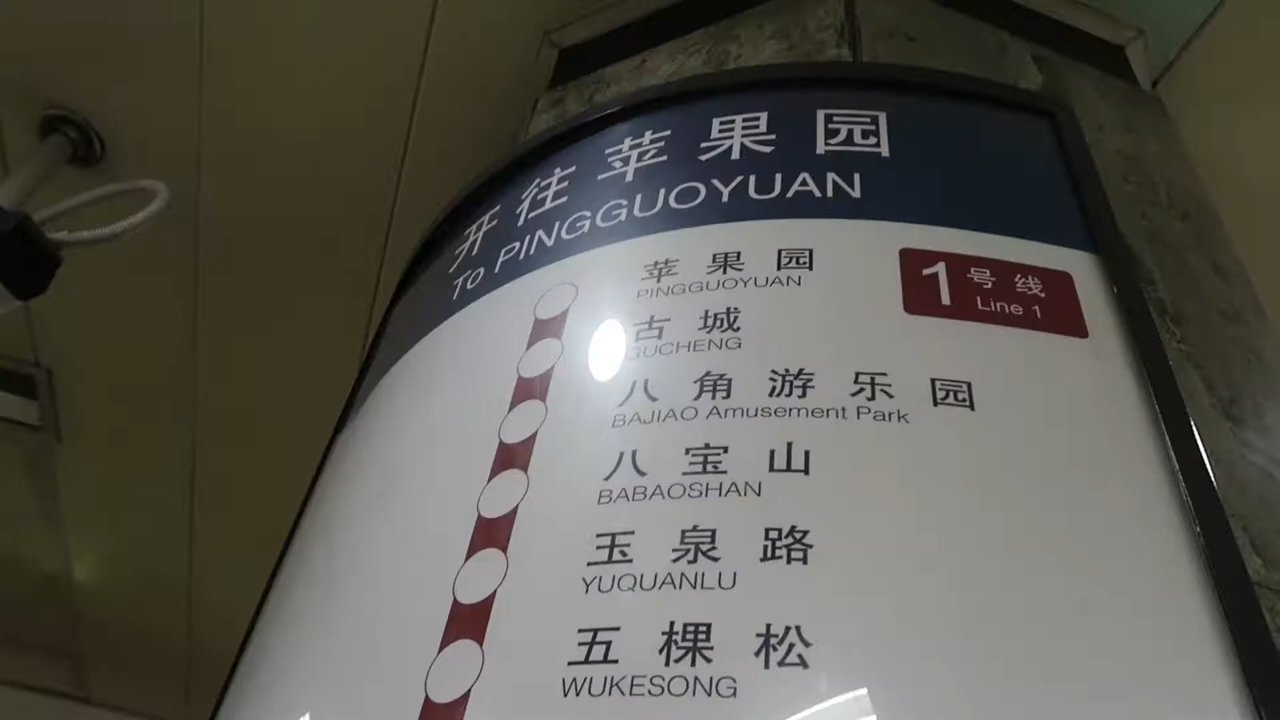 开往苹果园
To PINGGUOYUAN
苹果园
PINGGUOYUAN
1号线
Line 1
古城
GUCHENG
八角游乐园
BAJIAO Amusement Park
八宝山
BABAOSHAN
玉泉路
YUQUANLU
五棵松
WUKESONG